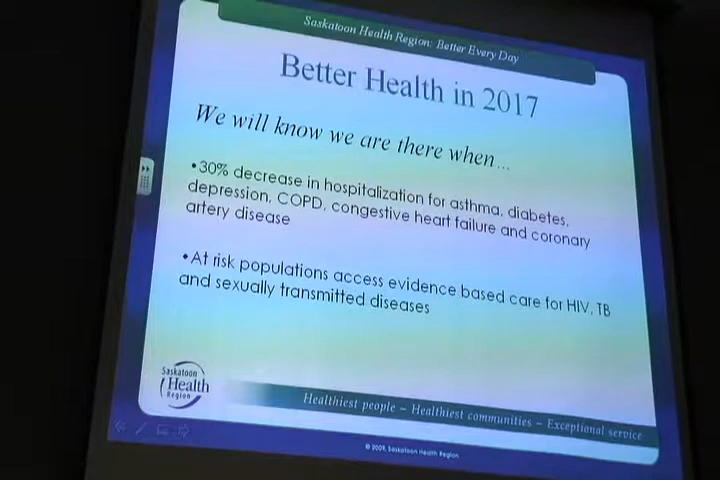 Saskatoon Health Region: Better Every Day
Better Health in 2017
We will know we are there when...
•30% decrease in hospitalization for asthma, diabetes,
depression, COPD, congestive heart failure and coronary
artery disease
•At risk populations access evidence based care for HIV, TB
and sexually transmitted diseases
Saskatoon
Health
Region
Healthiest people – Healthiest communities – Exceptional service
© 2009, Saskatoon Health Region